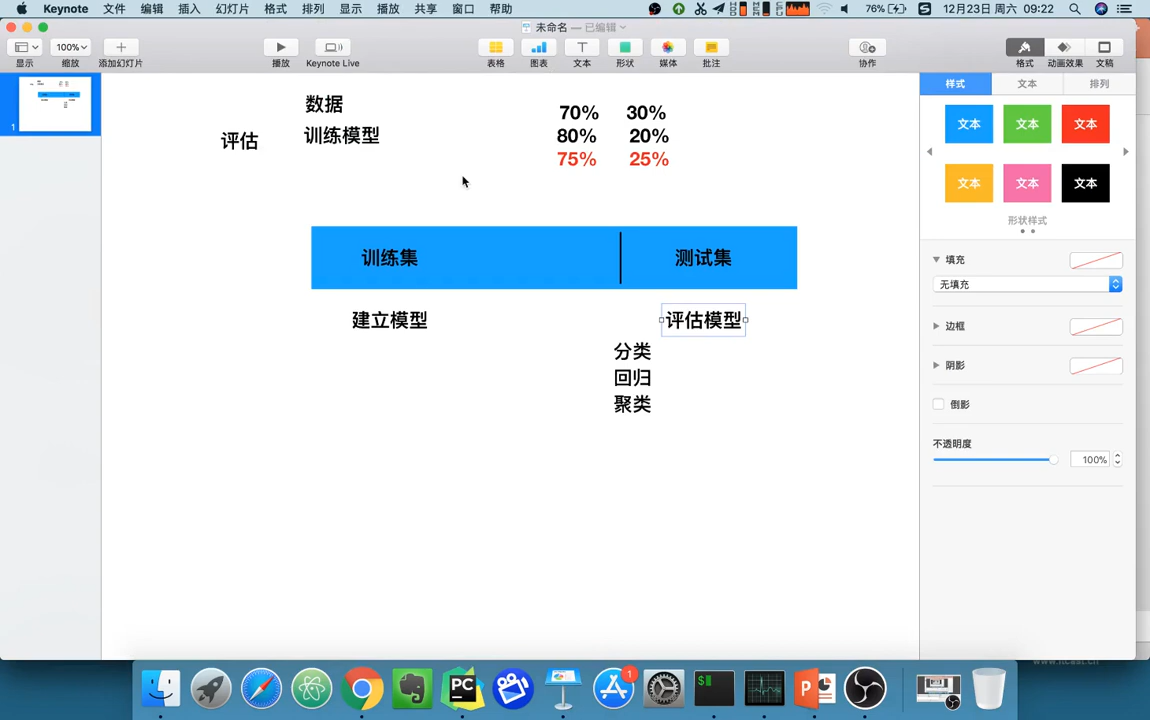 Keynote 文件 编辑 插入 幻灯片 格式 排列 显示 播放 共享 窗口 帮助 76% 12月23日 周六 09:22
未命名 — 已编辑
100%
显示 缩放 添加幻灯片 播放 Keynote Live 表格 图表 文本 形状 媒体 批注 协作 格式 动画效果 文稿
样式 文本 排列
1
数据 70% 30%
评估 训练模型 80% 20%
75% 25%
训练集 测试集
建立模型 评估模型
分类
回归
聚类
文本 文本 文本
文本 文本 文本
形状样式
填充
无填充
边框
阴影
倒影
不透明度
100%
PC
1
$
P